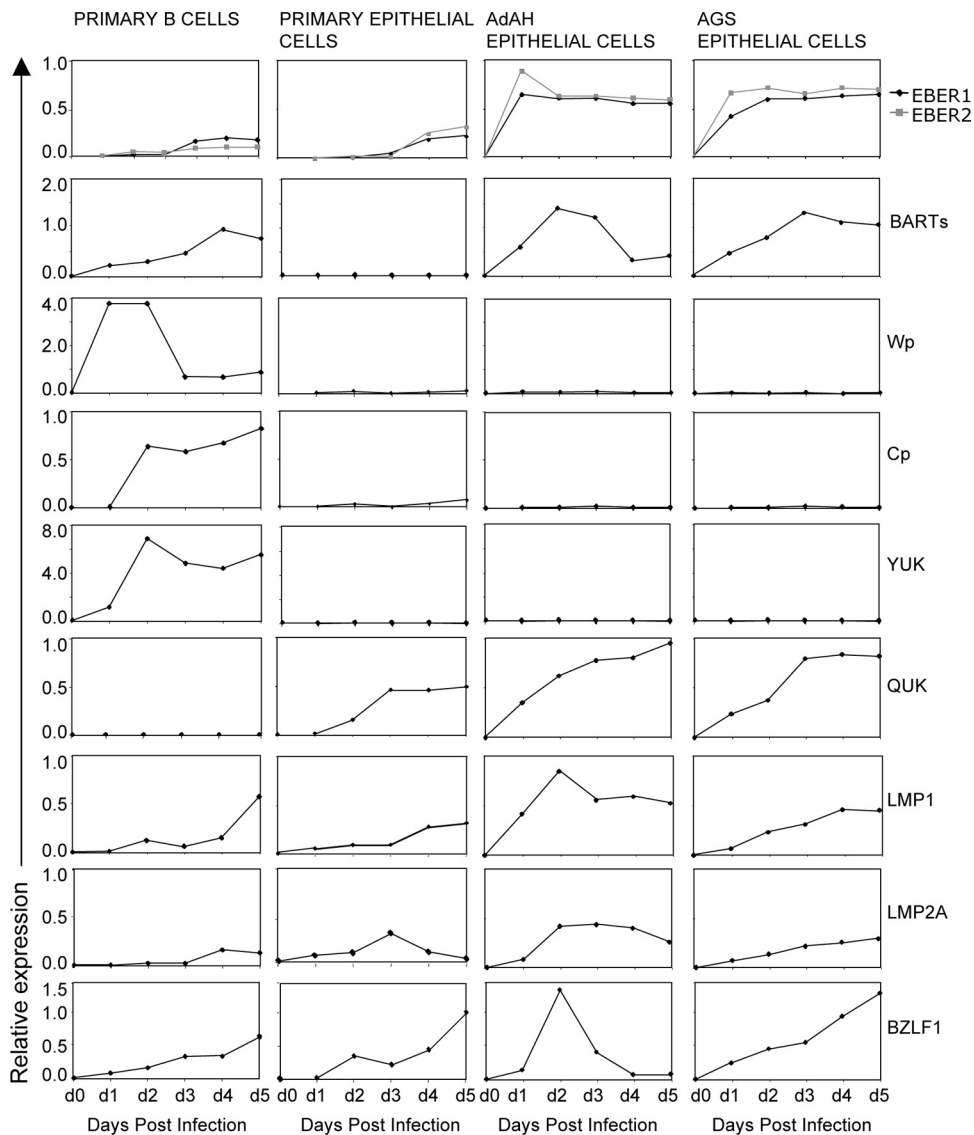 PRIMARY B CELLS
PRIMARY EPITHELIAL
CELLS
AdAH
EPITHELIAL CELLS
AGS
EPITHELIAL CELLS
1.0
0.5
0.0
EBER1
EBER2
2.0
1.0
0.0
BARTs
4.0
2.0
0.0
Wp
1.0
0.5
0.0
Cp
8.0
4.0
0.0
YUK
1.0
0.5
0.0
QUK
1.0
0.5
0.0
LMP1
1.0
0.5
0.0
LMP2A
1.5
1.0
0.5
0.0
BZLF1
Relative expression
d0 d1 d2 d3 d4 d5 d0 d1 d2 d3 d4 d5 d0 d1 d2 d3 d4 d5 d0 d1 d2 d3 d4 d5
Days Post Infection Days Post Infection Days Post Infection Days Post Infection